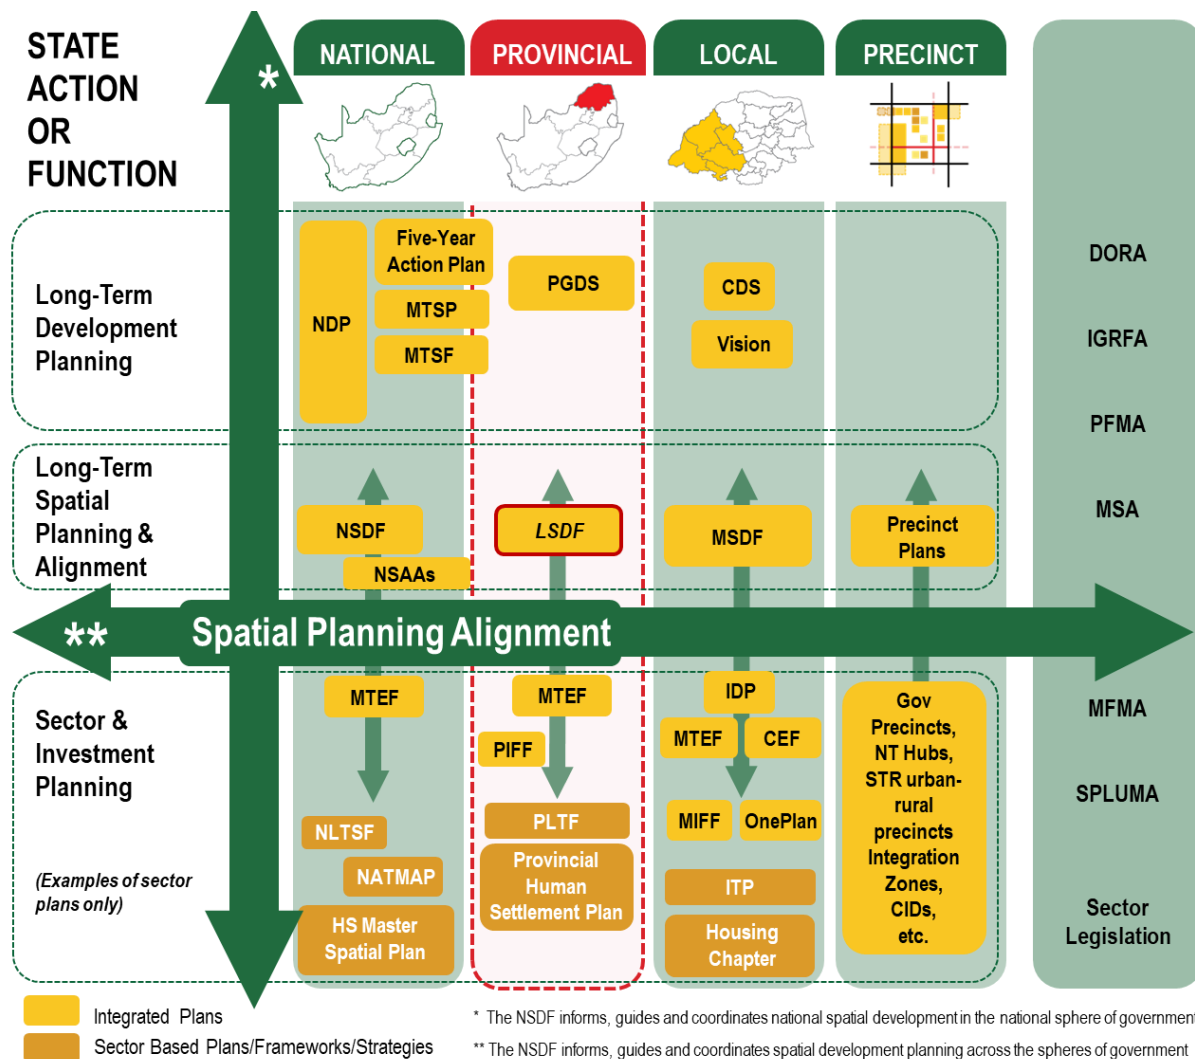 STATE
ACTION
OR
FUNCTION
*
NATIONAL
PROVINCIAL
LOCAL
PRECINCT
Long-Term
Development
Planning
NDP
Five-Year
Action Plan
MTSP
MTSF
PGDS
CDS
Vision
DORA
IGRFA
PFMA
MSA
Long-Term
Spatial
Planning &
Alignment
NSDF
NSAAs
LSDF
MSDF
Precinct
Plans
**
Spatial Planning Alignment
Sector &
Investment
Planning
(Examples of sector
plans only)
MTEF
NLTSF
NATMAP
HS Master
Spatial Plan
MTEF
PIFF
PLTF
Provincial
Human
Settlement Plan
IDP
MTEF
CEF
MIFF
OnePlan
ITP
Housing
Chapter
Gov
Precincts,
NT Hubs,
STR urban-
rural
precincts
Integration
Zones,
CIDs,
etc.
MFMA
SPLUMA
Sector
Legislation
Integrated Plans
Sector Based Plans/Frameworks/Strategies
* The NSDF informs, guides and coordinates national spatial development in the national sphere of government
** The NSDF informs, guides and coordinates spatial development planning across the spheres of government